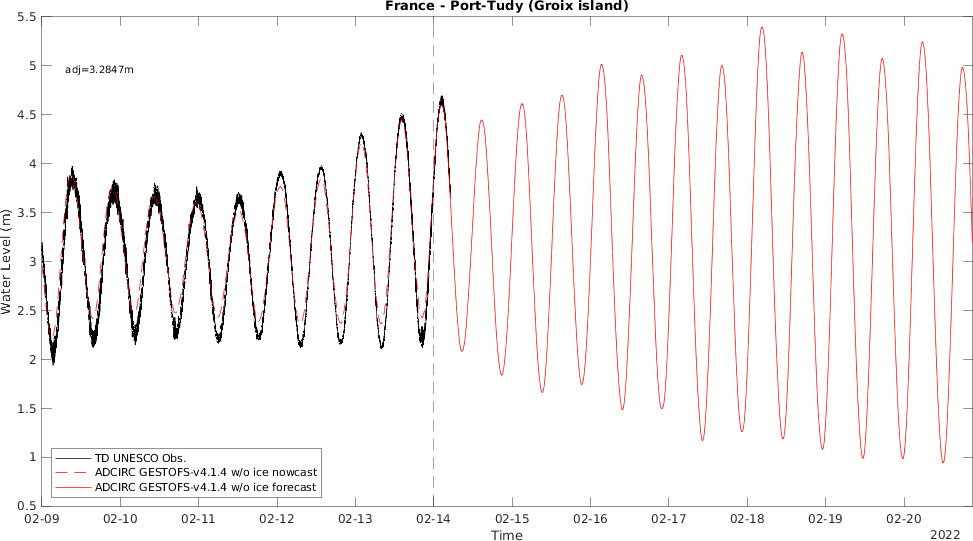 France - Port-Tudy (Groix island)
adj=3.2847m
Water Level (m)
5.5
5
4.5
4
3.5
3
2.5
2
1.5
1
0.5
TD UNESCO Obs.
ADCIRC GESTOFS-v4.1.4 w/o ice nowcast
ADCIRC GESTOFS-v4.1.4 w/o ice forecast
02-09 02-10 02-11 02-12 02-13 02-14 02-15 02-16 02-17 02-18 02-19 02-20
Time
2022